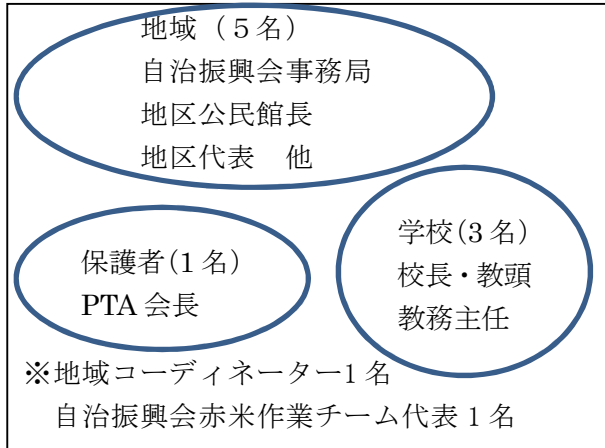 地域（５名）
自治振興会事務局
地区公民館長
地区代表　他
保護者(１名)
PTA 会長
学校(３名)
校長・教頭
教務主任
※地域コーディネーター1 名
自治振興会赤米作業チーム代表 1 名